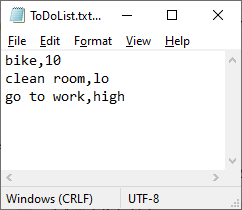 ToDoList.txt...
File Edit Format View Help
bike,10
clean room,lo
go to work,high
Windows (CRLF) UTF-8